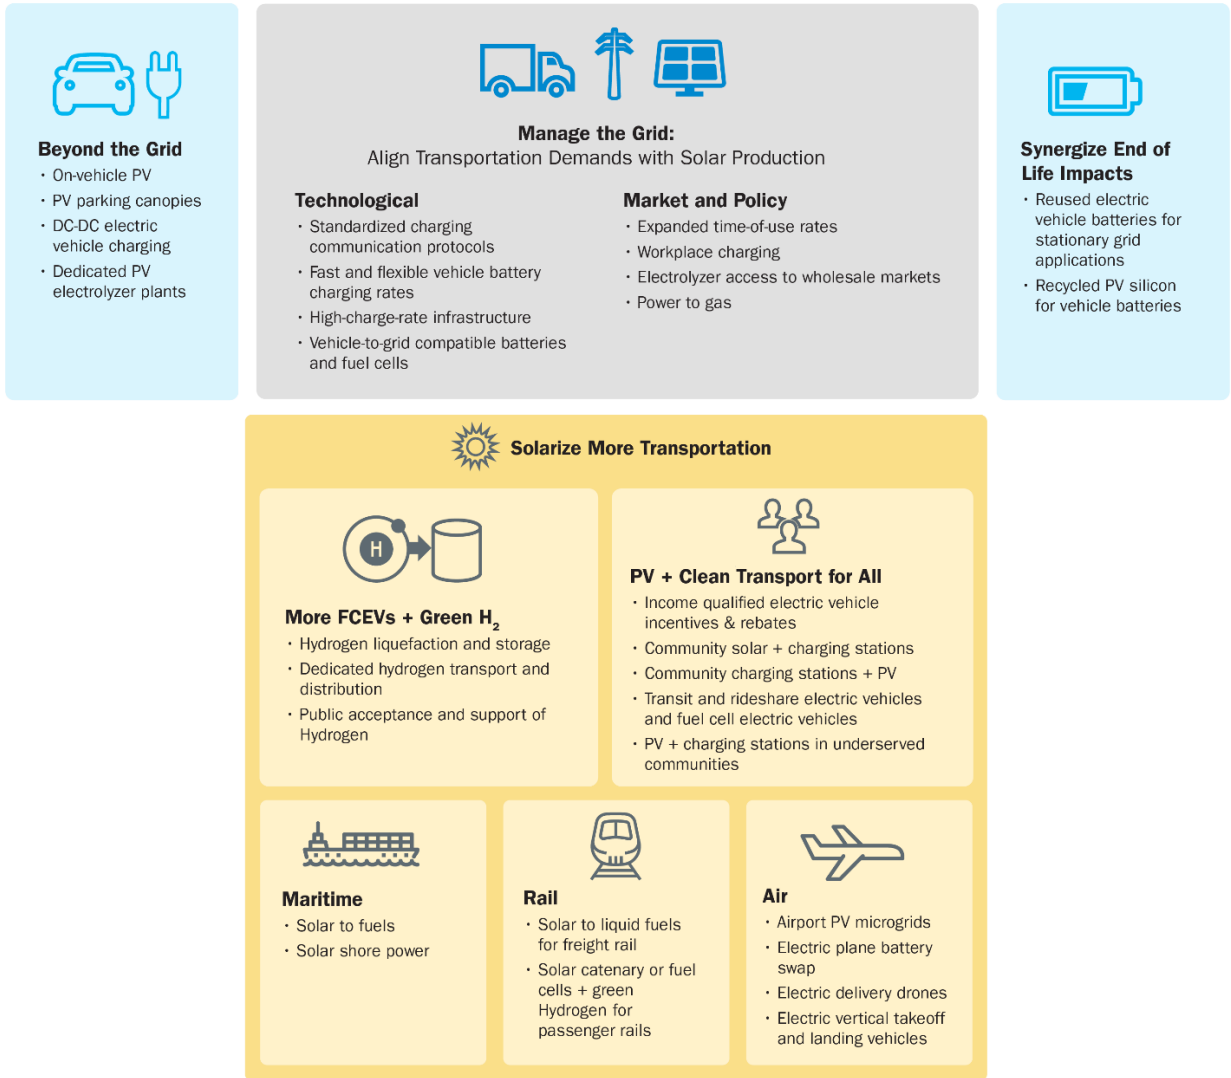 Beyond the Grid
· On-vehicle PV
· PV parking canopies
· DC-DC electric
vehicle charging
· Dedicated PV
electrolyzer plants
Manage the Grid:
Align Transportation Demands with Solar Production
Technological
· Standardized charging
communication protocols
· Fast and flexible vehicle battery
charging rates
· High-charge-rate infrastructure
· Vehicle-to-grid compatible batteries
and fuel cells
Market and Policy
· Expanded time-of-use rates
· Workplace charging
· Electrolyzer access to wholesale markets
· Power to gas
Synergize End of
Life Impacts
· Reused electric
vehicle batteries for
stationary grid
applications
· Recycled PV silicon
for vehicle batteries
Solarize More Transportation
H
More FCEVs + Green H₂
· Hydrogen liquefaction and storage
· Dedicated hydrogen transport and
distribution
· Public acceptance and support of
Hydrogen
PV + Clean Transport for All
· Income qualified electric vehicle
incentives & rebates
· Community solar + charging stations
· Community charging stations + PV
· Transit and rideshare electric vehicles
and fuel cell electric vehicles
· PV + charging stations in underserved
communities
Maritime
· Solar to fuels
· Solar shore power
Rail
· Solar to liquid fuels
for freight rail
· Solar catenary or fuel
cells + green
Hydrogen for
passenger rails
Air
· Airport PV microgrids
· Electric plane battery
swap
· Electric delivery drones
· Electric vertical takeoff
and landing vehicles